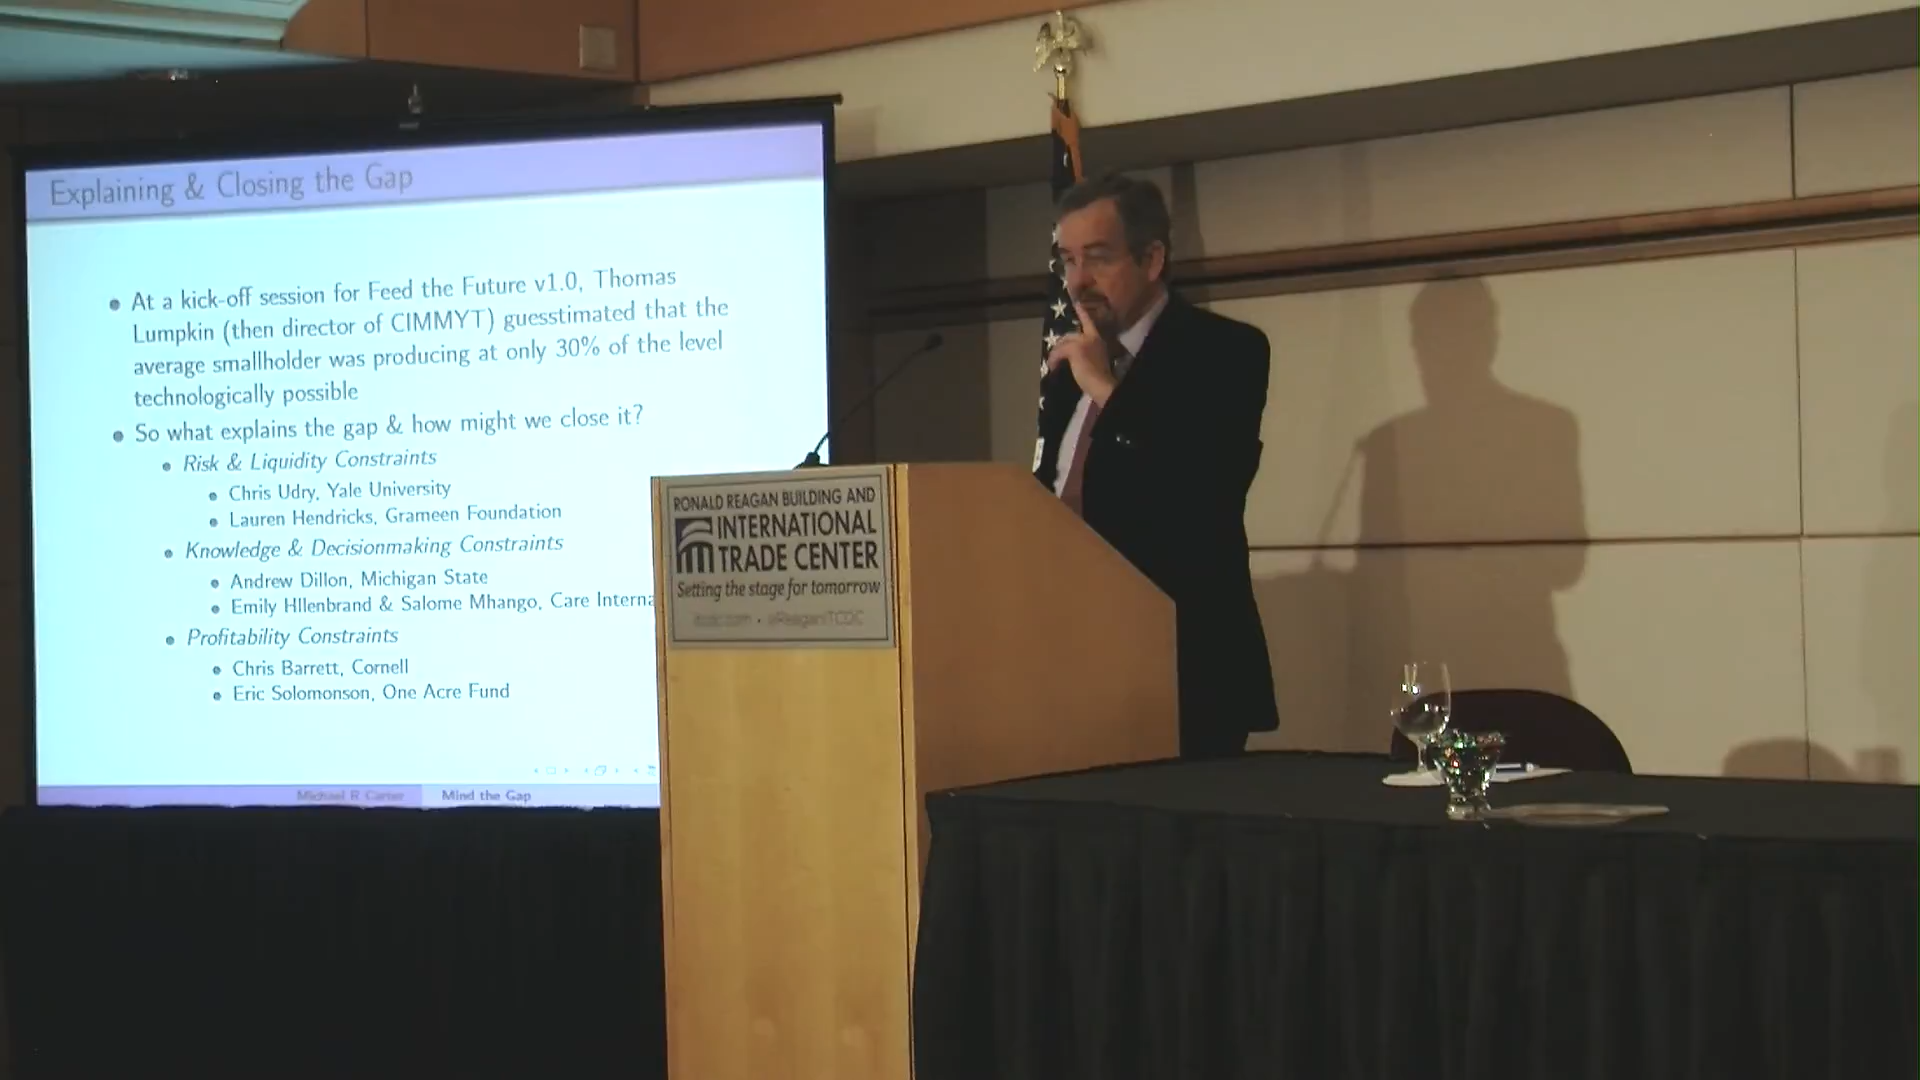 Explaining & Closing the Gap
At a kick-off session for Feed the Future v1.0, Thomas
Lumpkin (then director of CIMMYT) guesstimated that the
average smallholder was producing at only 30% of the level
technologically possible
So what explains the gap & how might we close it?
Risk & Liquidity Constraints
Chris Udry, Yale University
Lauren Hendricks, Grameen Foundation
Knowledge & Decisionmaking Constraints
Andrew Dillon, Michigan State
Emily HIlenbrand & Salome Mhango, Care Interna
Profitability Constraints
Chris Barrett, Cornell
Eric Solomonson, One Acre Fund
Michael R Carter
Mind the Gap
RONALD REAGAN BUILDING AND
INTERNATIONAL
TRADE CENTER
Setting the stage for tomorrow
itcdc.com • @ReaganITCDC